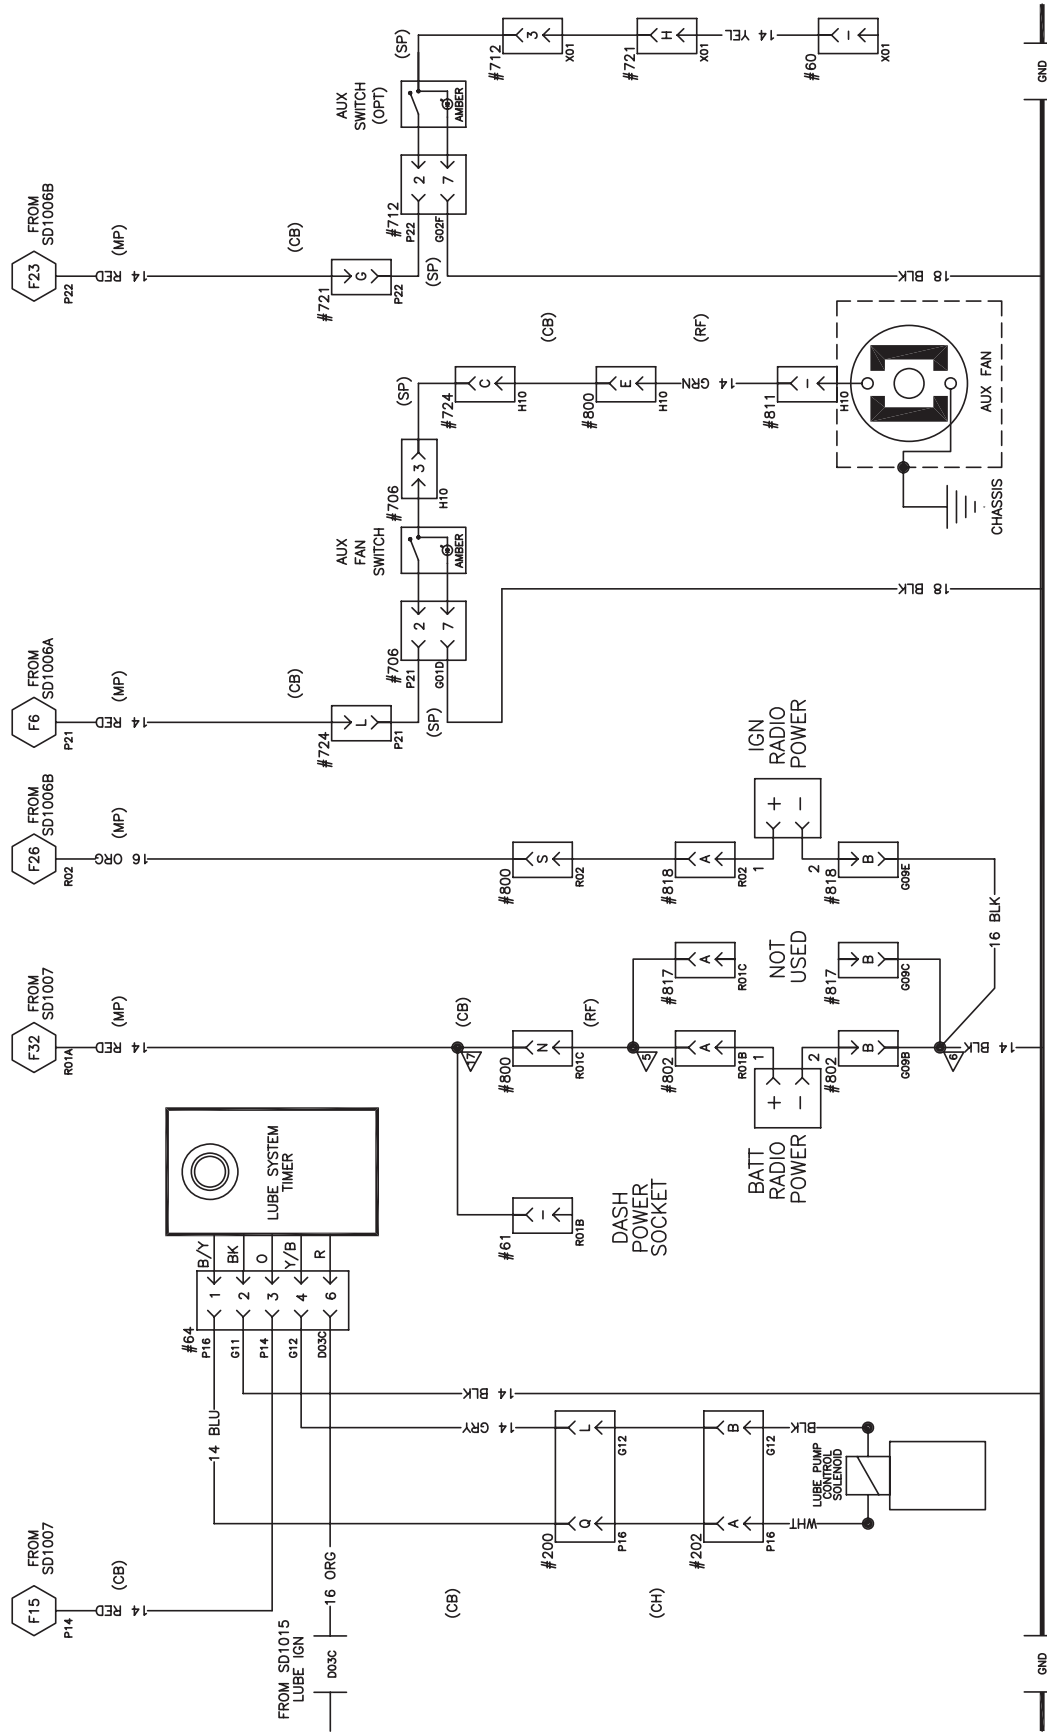 F15
FROM
SD1007
P14
14 RED
(CB)
F32
FROM
SD1007
R01A
14 RED
(MP)
F26
FROM
SD1006B
R02
16 ORG
(MP)
F6
FROM
SD1006A
P21
14 RED
(MP)
F23
FROM
SD1006B
P22
14 RED
(MP)
LUBE SYSTEM
TIMER
B/Y
BK
O
Y/B
R
#64
1
2
3
4
6
P16
G11
P14
G12
D03C
14 BLU
14 BLK
14 GRY
16 ORG
FROM SD1015
LUBE IGN
D03C
(CB)
(CH)
#200
Q
L
P16
G12
#202
A
B
P16
G12
WHT
BLK
LUBE PUMP
CONTROL
SOLENOID
(CB)
17
#61
I
R01B
DASH
POWER
SOCKET
#800
N
R01C
(RF)
5
#802
A
R01B
1
BATT
RADIO
POWER
+
-
2
#802
B
G09B
6
14 BLK
#817
A
R01C
NOT
USED
#817
B
G09C
16 BLK
#800
S
R02
#818
A
R02
1
IGN
RADIO
POWER
+
-
2
#818
B
G09E
(CB)
#724
L
P21
(SP)
#706
P21
G01D
2
7
AUX
FAN
SWITCH
AMBER
#706
3
H10
(SP)
#724
C
H10
(CB)
#800
E
H10
(RF)
14 GRN
#811
I
H10
AUX FAN
CHASSIS
18 BLK
(CB)
#721
G
P22
(SP)
#712
P22
G02F
2
7
AUX
SWITCH
(OPT)
AMBER
(SP)
#712
3
X01
#721
H
X01
14 YEL
#60
I
X01
18 BLK
GND
GND